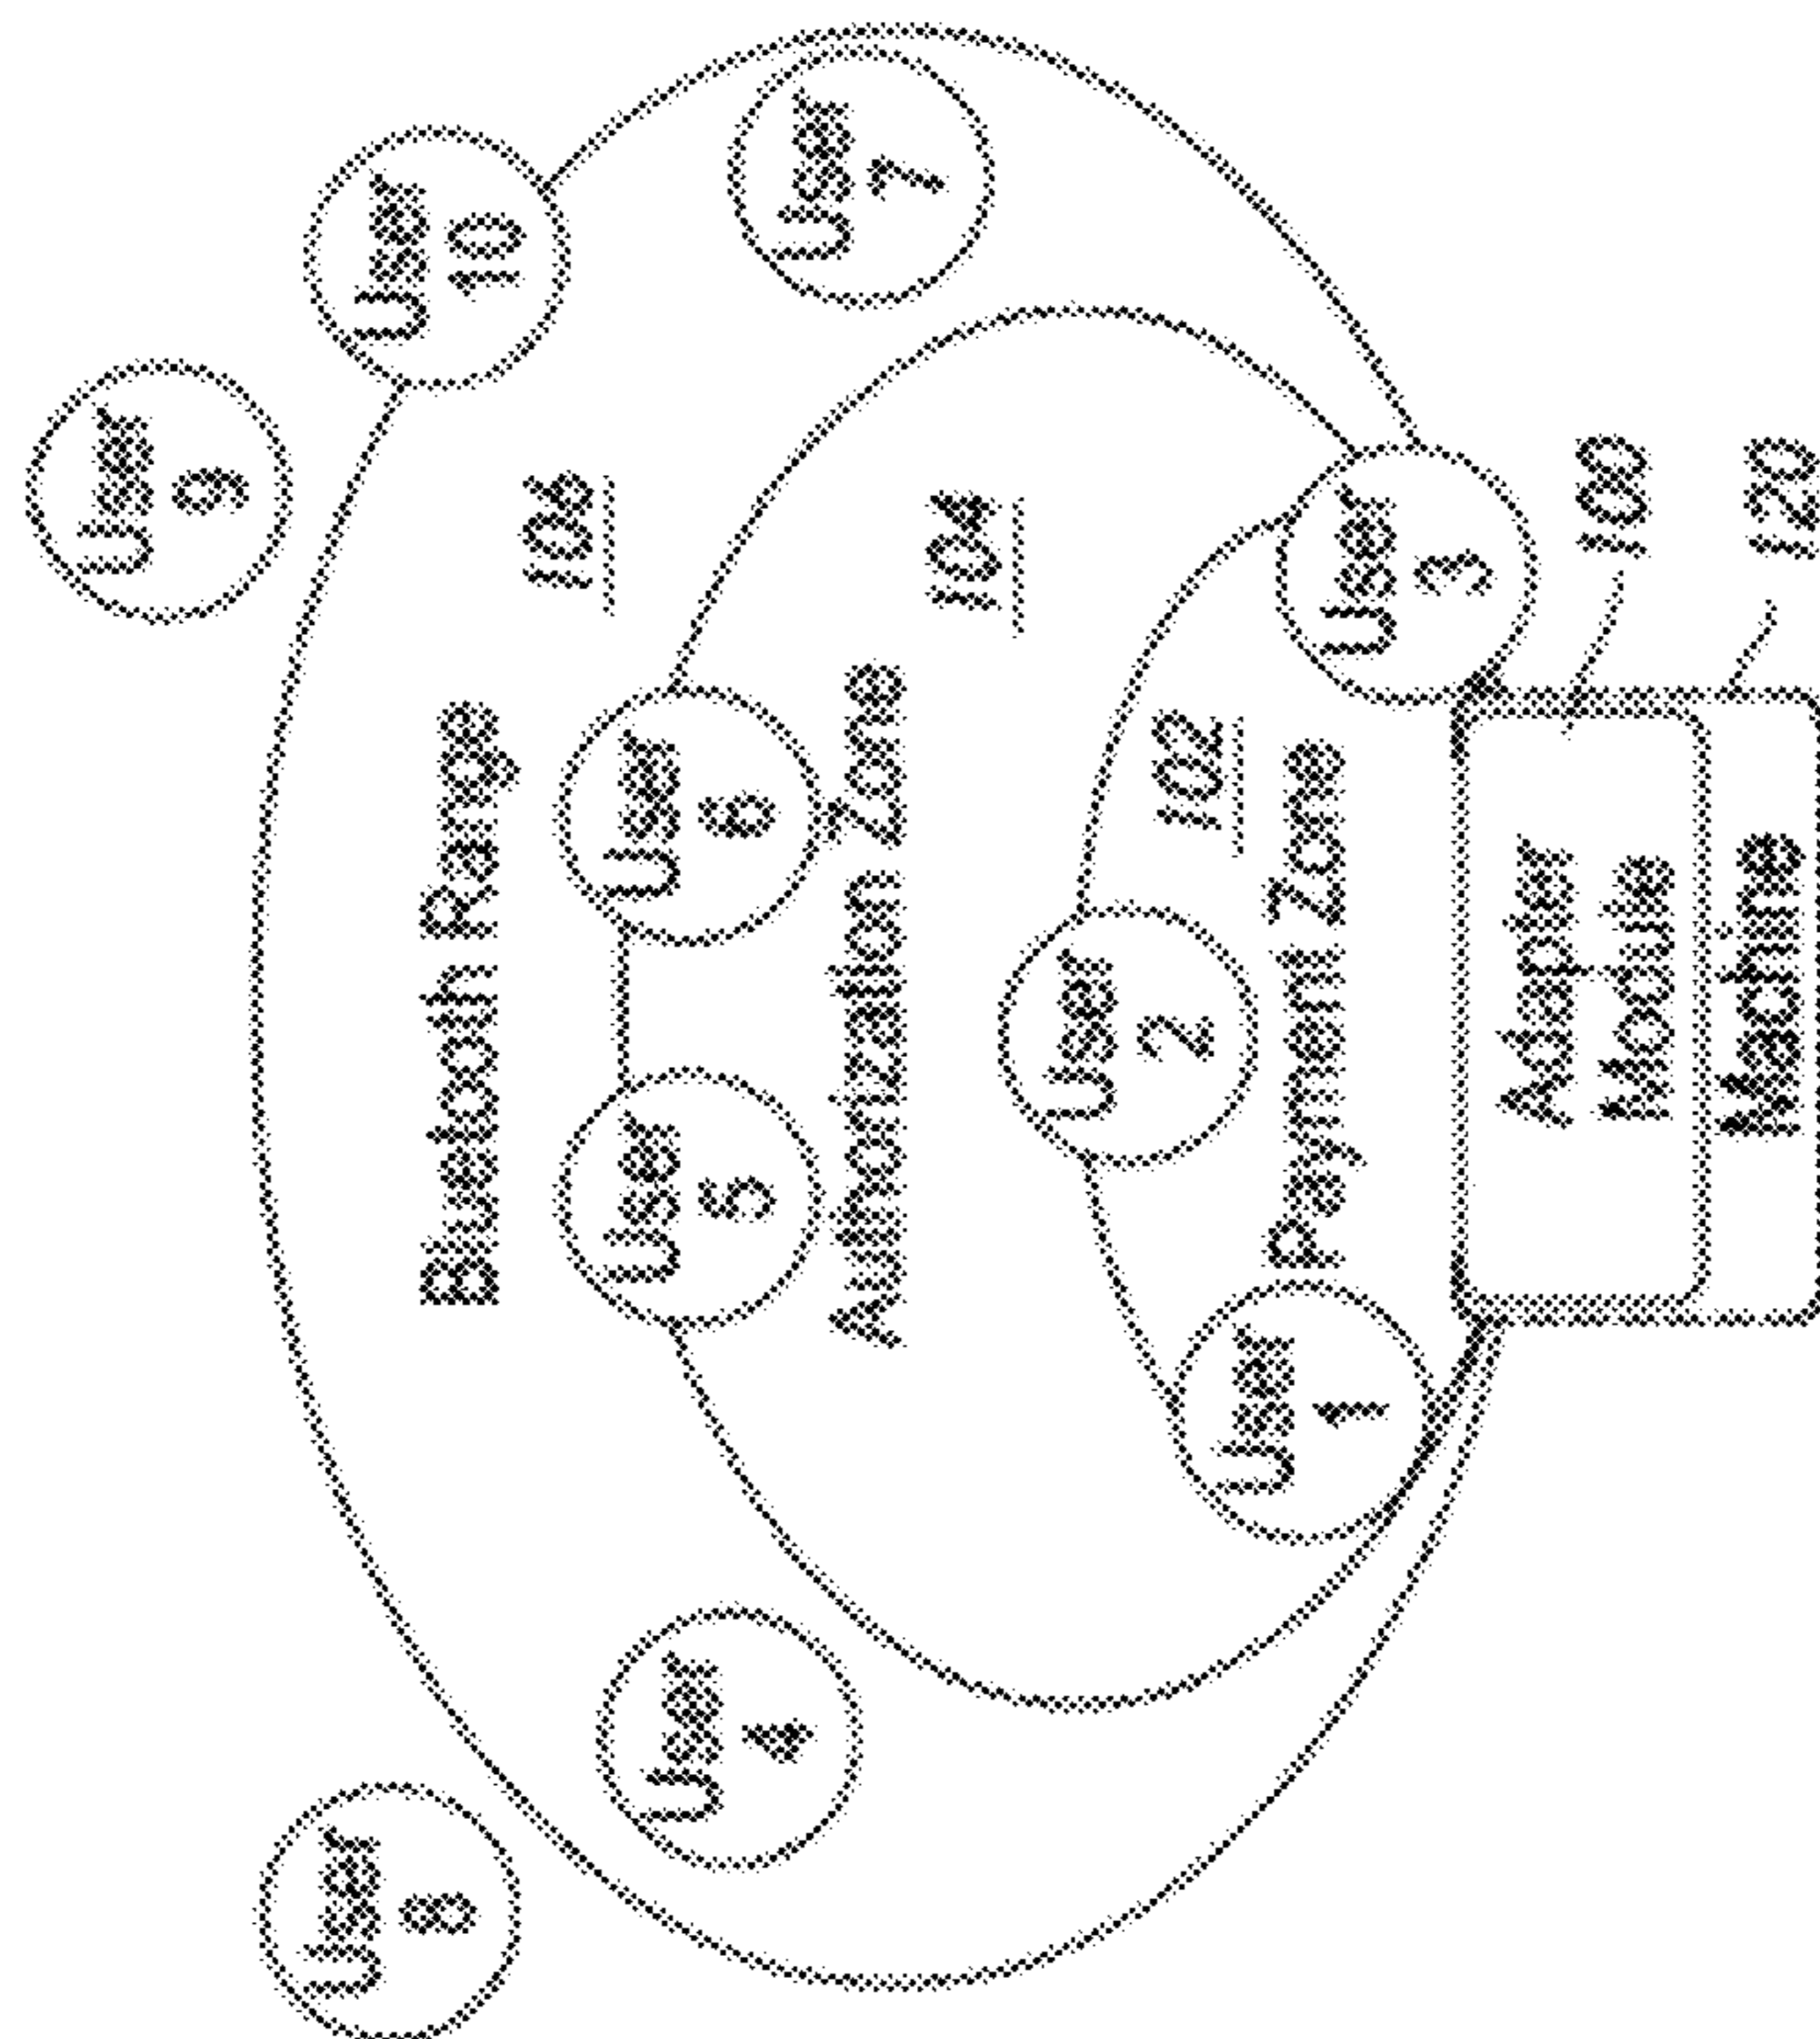 User
9
User
10
User
7
User
8
Bluetooth Range
106
User
5
User
6
User
4
Authorization Zone
104
User
2
102
User
1
Payment Zone
User
3
Adapter
Module
100
Machine
120